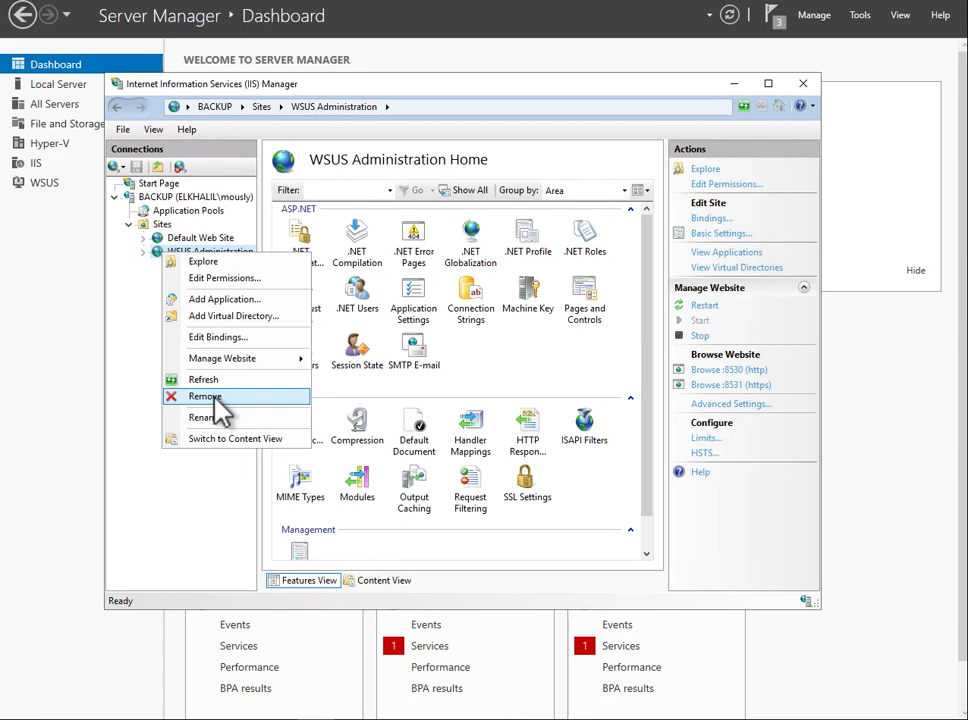 Server Manager ‣ Dashboard
3
Manage
Tools
View
Help
Dashboard
Local Server
All Servers
File and Storage
Hyper-V
IIS
WSUS
WELCOME TO SERVER MANAGER
Hide
Internet Information Services (IIS) Manager
BACKUP ‣ Sites ‣ WSUS Administration ‣
File View Help
Connections
Start Page
BACKUP (ELKHALIL\mously)
Application Pools
Sites
Default Web Site
WSUS Administration
Explore
Edit Permissions...
Add Application...
Add Virtual Directory...
Edit Bindings...
Manage Website
Refresh
Remove
Switch to Content View
WSUS Administration Home
Filter: Go Show All Group by: Area
ASP.NET
.NET
Compilation
.NET Error
Pages
.NET
Globalization
.NET Profile
.NET Roles
.NET Users
Application
Settings
Connection
Strings
Machine Key
Pages and
Controls
Session State
SMTP E-mail
Compression
Default
Document
Handler
Mappings
HTTP
Respon...
ISAPI Filters
MIME Types
Modules
Output
Caching
Request
Filtering
SSL Settings
Management
Features View
Content View
Actions
Explore
Edit Permissions...
Edit Site
Bindings...
Basic Settings...
View Applications
View Virtual Directories
Manage Website
Restart
Start
Stop
Browse Website
Browse :8530 (http)
Browse :8531 (https)
Advanced Settings...
Configure
Limits...
HSTS...
Help
Ready
Events
Services
Performance
BPA results
Events
1 Services
Performance
BPA results
Events
1 Services
Performance
BPA results